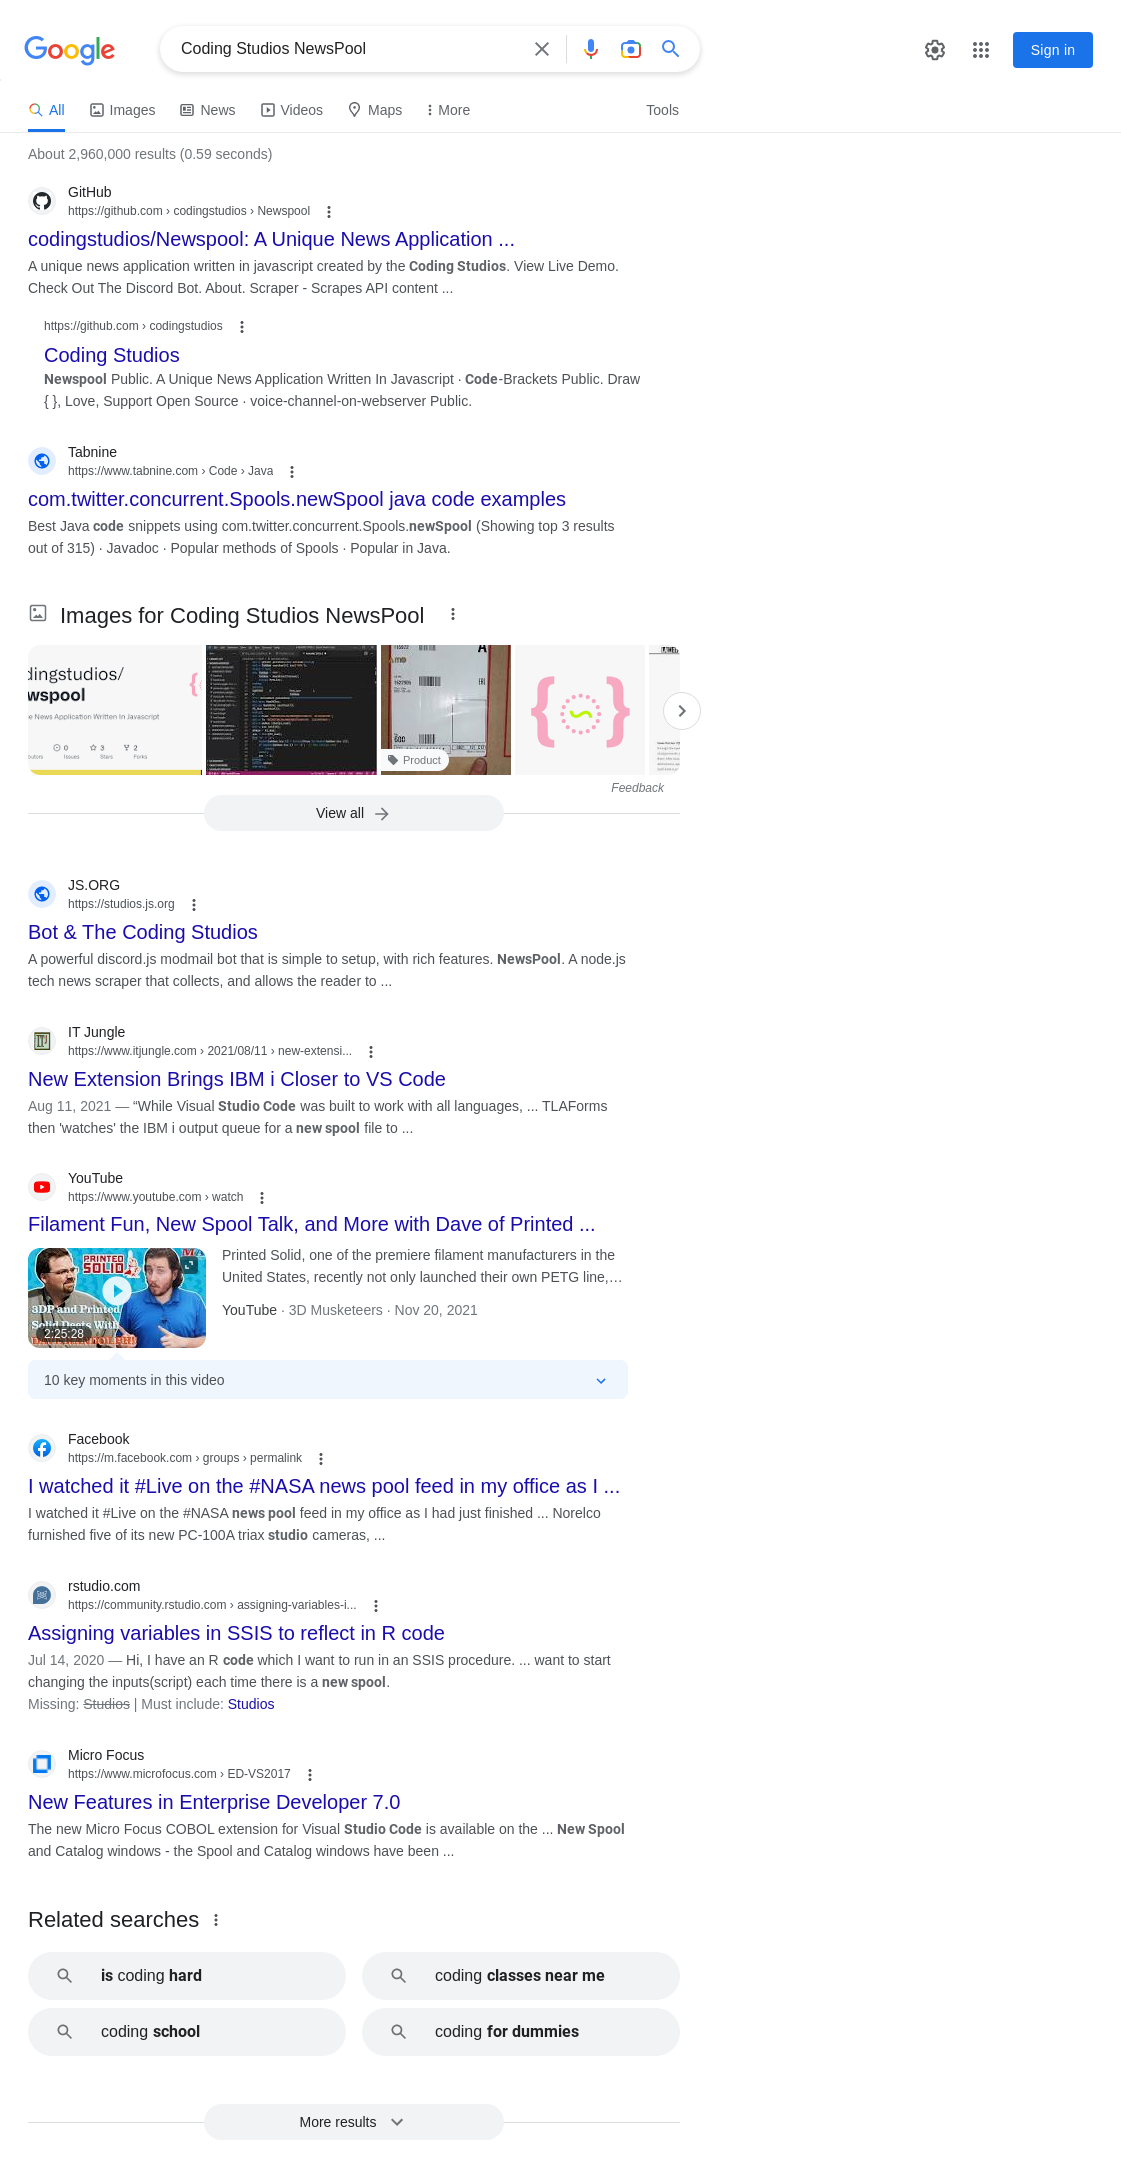 Google
Coding Studios NewsPool
Sign in
All Images News Videos Maps More Tools
About 2,960,000 results (0.59 seconds)
GitHub
https://github.com › codingstudios › Newspool
codingstudios/Newspool: A Unique News Application ...
A unique news application written in javascript created by the Coding Studios. View Live Demo.
Check Out The Discord Bot. About. Scraper - Scrapes API content ...
https://github.com › codingstudios
Coding Studios
Newspool Public. A Unique News Application Written In Javascript · Code-Brackets Public. Draw
{ }, Love, Support Open Source · voice-channel-on-webserver Public.
Tabnine
https://www.tabnine.com › Code › Java
com.twitter.concurrent.Spools.newSpool java code examples
Best Java code snippets using com.twitter.concurrent.Spools.newSpool (Showing top 3 results
out of 315) · Javadoc · Popular methods of Spools · Popular in Java.
Images for Coding Studios NewsPool
dingstudios/
wspool
e News Application Written In Javascript
0 3 2
Issues Stars Forks
Product
Feedback
View all
JS.ORG
https://studios.js.org
Bot & The Coding Studios
A powerful discord.js modmail bot that is simple to setup, with rich features. NewsPool. A node.js
tech news scraper that collects, and allows the reader to ...
IT Jungle
https://www.itjungle.com › 2021/08/11 › new-extensi...
New Extension Brings IBM i Closer to VS Code
Aug 11, 2021 — “While Visual Studio Code was built to work with all languages, ... TLAForms
then 'watches' the IBM i output queue for a new spool file to ...
YouTube
https://www.youtube.com › watch
Filament Fun, New Spool Talk, and More with Dave of Printed ...
PRINTED
SOLID
3DP and Printed
Solid Deets With
2:25:28
Printed Solid, one of the premiere filament manufacturers in the
United States, recently not only launched their own PETG line,…
YouTube · 3D Musketeers · Nov 20, 2021
10 key moments in this video
Facebook
https://m.facebook.com › groups › permalink
I watched it #Live on the #NASA news pool feed in my office as I ...
I watched it #Live on the #NASA news pool feed in my office as I had just finished ... Norelco
furnished five of its new PC-100A triax studio cameras, ...
rstudio.com
https://community.rstudio.com › assigning-variables-i...
Assigning variables in SSIS to reflect in R code
Jul 14, 2020 — Hi, I have an R code which I want to run in an SSIS procedure. ... want to start
changing the inputs(script) each time there is a new spool.
Missing: Studios | Must include: Studios
Micro Focus
https://www.microfocus.com › ED-VS2017
New Features in Enterprise Developer 7.0
The new Micro Focus COBOL extension for Visual Studio Code is available on the ... New Spool
and Catalog windows - the Spool and Catalog windows have been ...
Related searches
is coding hard
coding classes near me
coding school
coding for dummies
More results